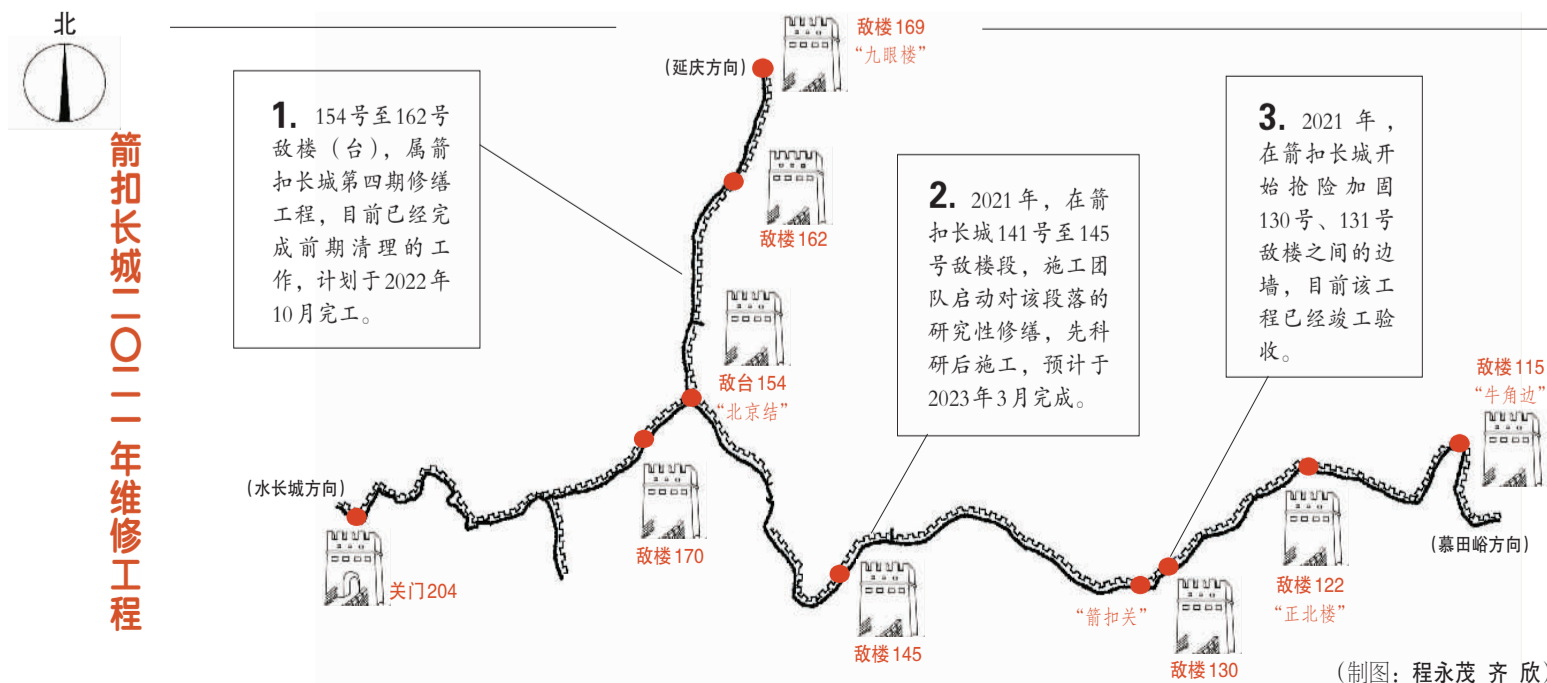 北
箭扣长城二〇二一年维修工程
敌楼169
“九眼楼”
(延庆方向)
1. 154号至162号
敌楼（台），属箭
扣长城第四期修缮
工程，目前已经完
成前期清理的工
作，计划于2022年
10月完工。
敌楼162
2. 2021年，在箭
扣长城141号至145
号敌楼段，施工团
队启动对该段落的
研究性修缮，先科
研后施工，预计于
2023年3月完成。
3. 2021年，
在箭扣长城开
始抢险加固
130号、131号
敌楼之间的边
墙，目前该工
程已经竣工验
收。
敌台154
“北京结”
敌楼115
“牛角边”
(水长城方向)
关门204
敌楼170
敌楼145
“箭扣关”
敌楼130
敌楼122
“正北楼”
(慕田峪方向)
(制图：程永茂 齐 欣)